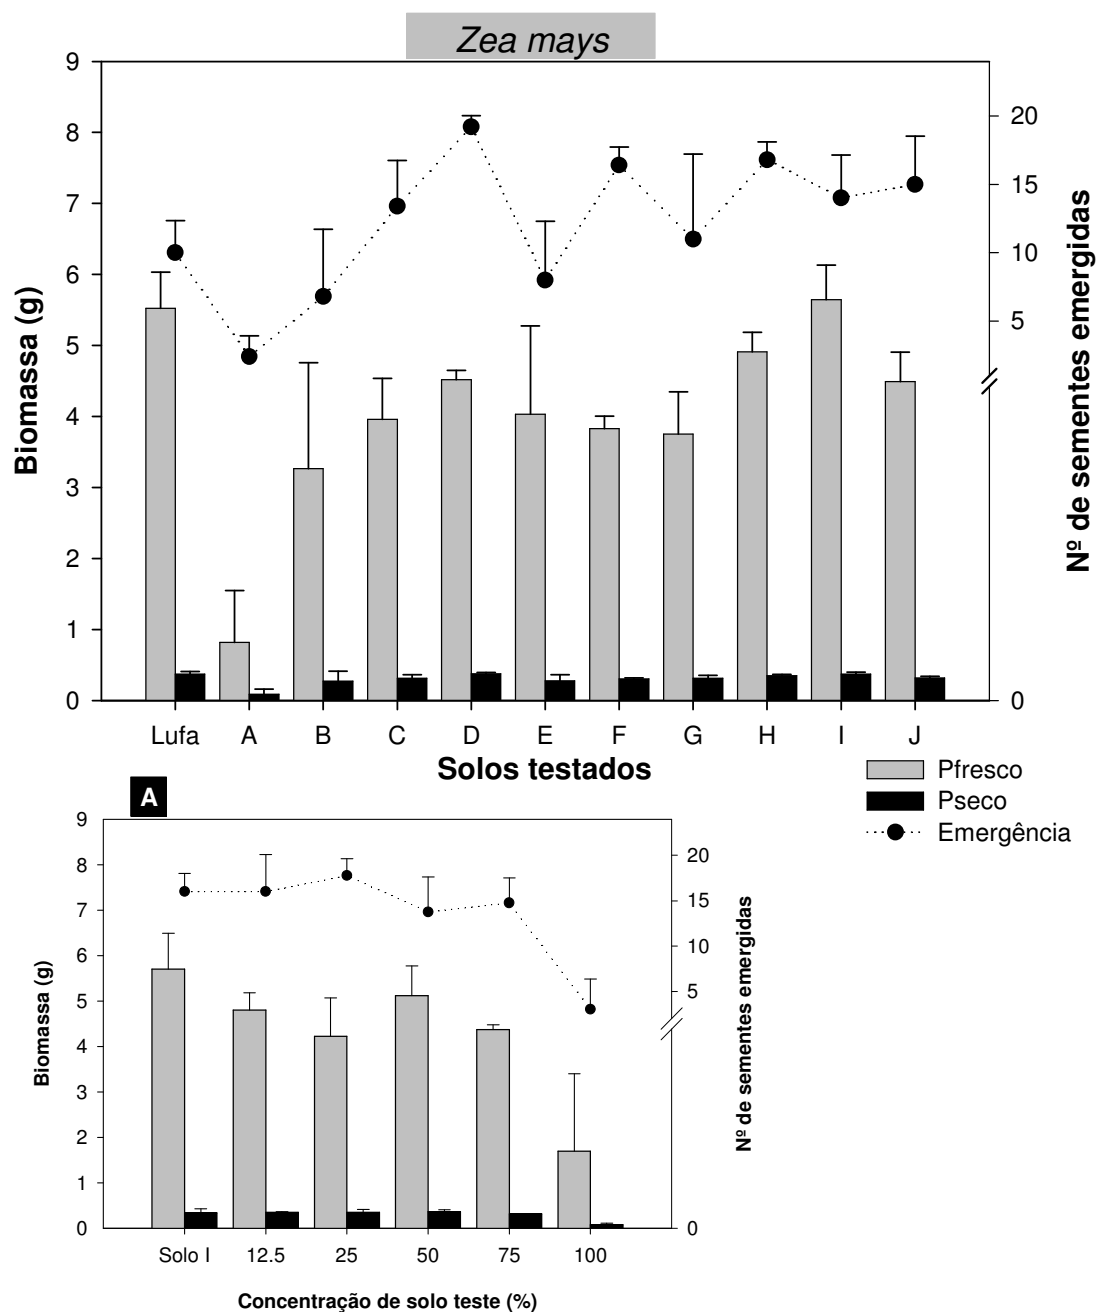 Zea mays
9
8
7
6
5
4
3
2
1
0
Biomassa (g)
20
15
10
5
0
Nº de sementes emergidas
Lufa A B C D E F G H I J
Solos testados
Pfresco
Pseco
Emergência
A
9
8
7
6
5
4
3
2
1
0
Biomassa (g)
20
15
10
5
0
Nº de sementes emergidas
Solo I 12.5 25 50 75 100
Concentração de solo teste (%)